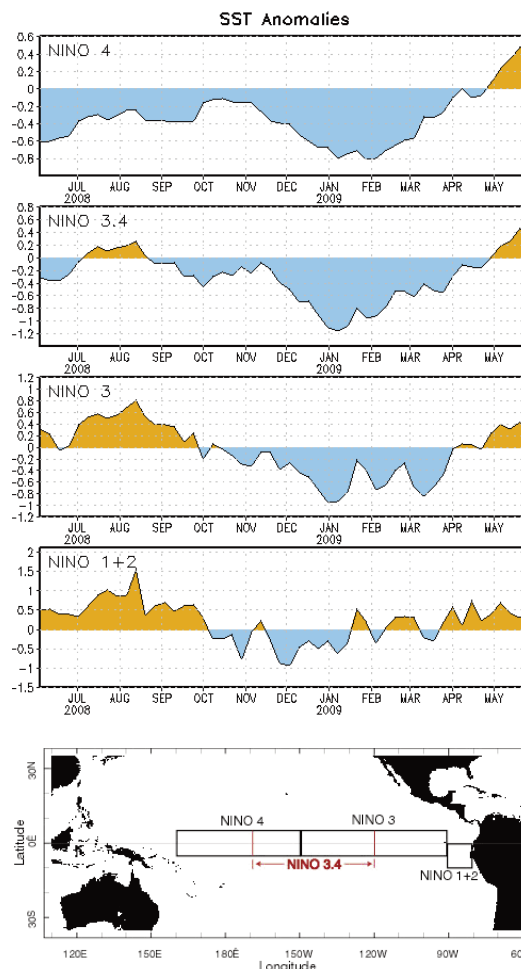 SST Anomalies
NINO 4
0.6
0.4
0.2
0
-0.2
-0.4
-0.6
-0.8
JUL AUG SEP OCT NOV DEC JAN FEB MAR APR MAY
2008 2009
NINO 3.4
0.8
0.6
0.4
0.2
0
-0.2
-0.4
-0.6
-0.8
-1
-1.2
JUL AUG SEP OCT NOV DEC JAN FEB MAR APR MAY
2008 2009
NINO 3
1.2
1
0.8
0.6
0.4
0.2
0
-0.2
-0.4
-0.6
-0.8
-1
-1.2
JUL AUG SEP OCT NOV DEC JAN FEB MAR APR MAY
2008 2009
NINO 1+2
2
1.5
1
0.5
0
-0.5
-1
-1.5
JUL AUG SEP OCT NOV DEC JAN FEB MAR APR MAY
2008 2009
30N
NINO 4 NINO 3
0E
NINO 3.4
NINO 1+2
30S
Latitude
120E 150E 180E 150W 120W 90W 60
Longitude